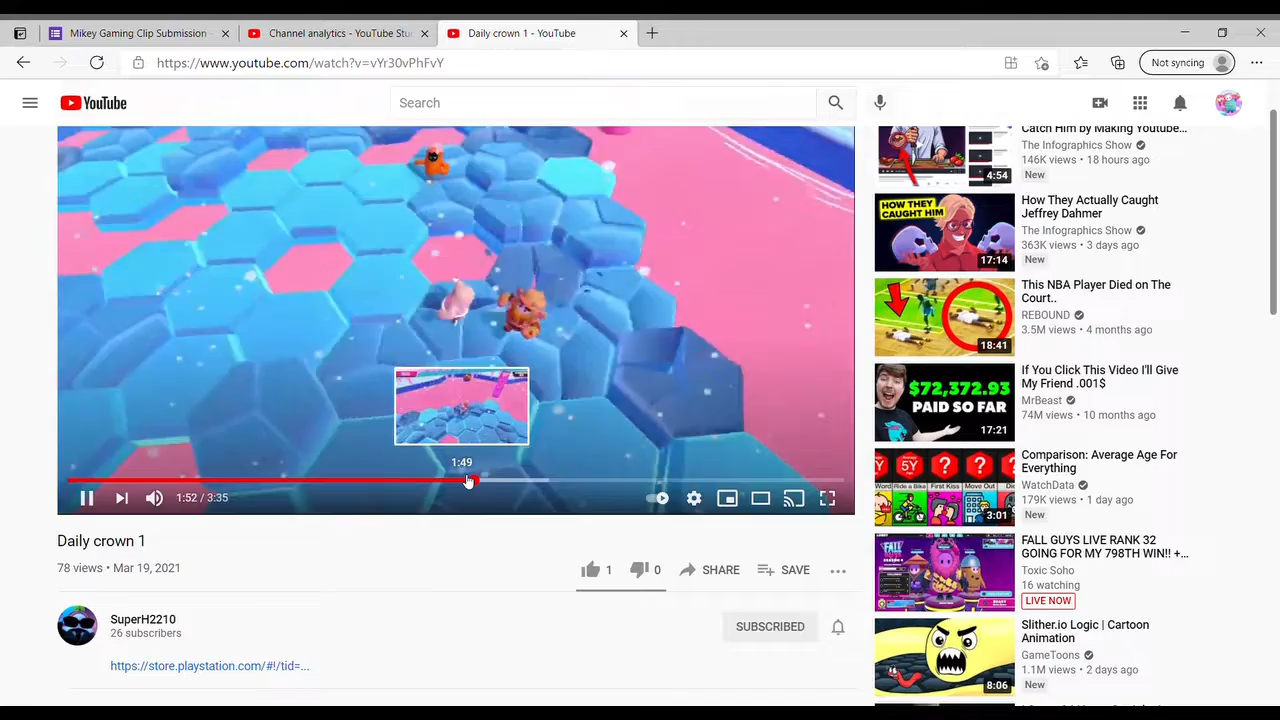 Mikey Gaming Clip Submission -
Channel analytics - YouTube Stu
Daily crown 1 - YouTube
https://www.youtube.com/watch?v=vYr30vPhFvY
Not syncing
YouTube
Search
Catch Him by Making Youtube...
The Infographics Show
146K views • 18 hours ago
New
4:54
HOW THEY
CAUGHT HIM
17:14
How They Actually Caught
Jeffrey Dahmer
The Infographics Show
363K views • 3 days ago
New
18:41
This NBA Player Died on The
Court..
REBOUND
3.5M views • 4 months ago
$72,372.93
PAID SO FAR
17:21
If You Click This Video I'll Give
My Friend .001$
MrBeast
74M views • 10 months ago
5Y
Word Ride a Bike First Kiss Move Out
3:01
Comparison: Average Age For
Everything
WatchData
179K views • 1 day ago
New
FALL GUYS LIVE RANK 32
GOING FOR MY 798TH WIN!! +...
Toxic Soho
16 watching
LIVE NOW
8:06
Slither.io Logic | Cartoon
Animation
GameToons
1.1M views • 2 days ago
New
1:49
1:52 / 3:35
Daily crown 1
78 views • Mar 19, 2021
1
0
SHARE
SAVE
SuperH2210
26 subscribers
SUBSCRIBED
https://store.playstation.com/#!/tid=...